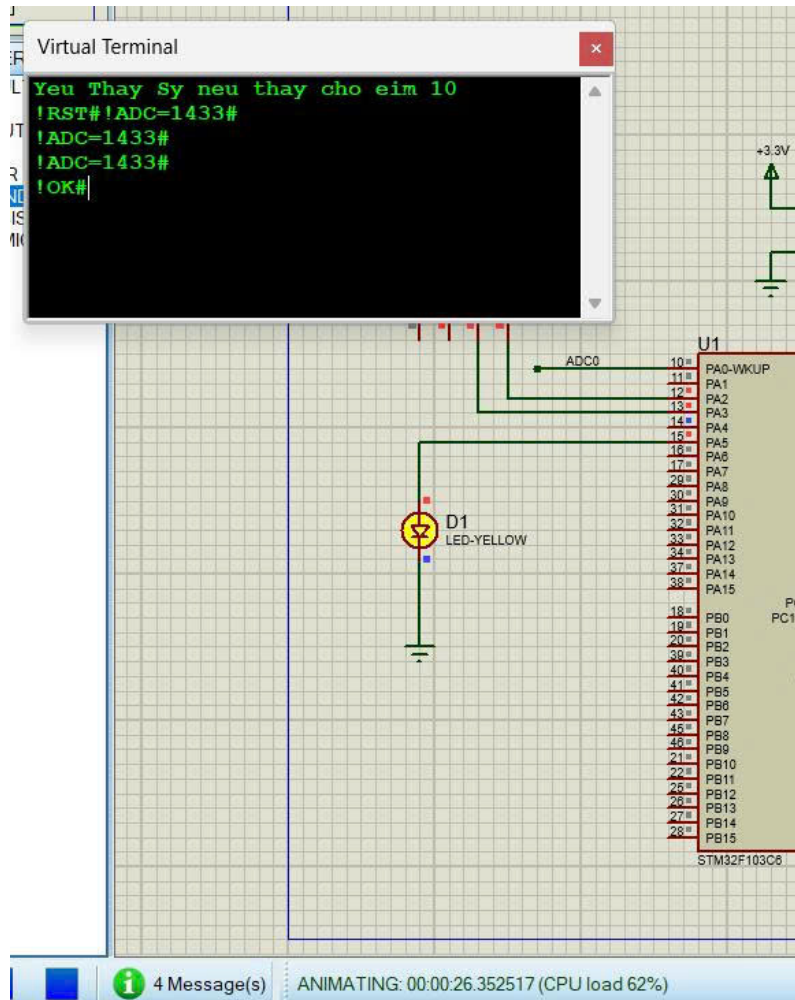 Virtual Terminal
Yeu Thay Sy neu thay cho eim 10
!RST#!ADC=1433#
!ADC=1433#
!ADC=1433#
!OK#
+3.3V
U1
ADC0
10 PA0-WKUP
11 PA1
12 PA2
13 PA3
14 PA4
15 PA5
16 PA6
17 PA7
29 PA8
30 PA9
31 PA10
32 PA11
33 PA12
34 PA13
37 PA14
38 PA15
18 PB0
19 PB1
20 PB2
39 PB3
40 PB4
41 PB5
42 PB6
43 PB7
45 PB8
46 PB9
21 PB10
22 PB11
25 PB12
26 PB13
27 PB14
28 PB15
PC1
STM32F103C6
D1
LED-YELLOW
4 Message(s)
ANIMATING: 00:00:26.352517 (CPU load 62%)